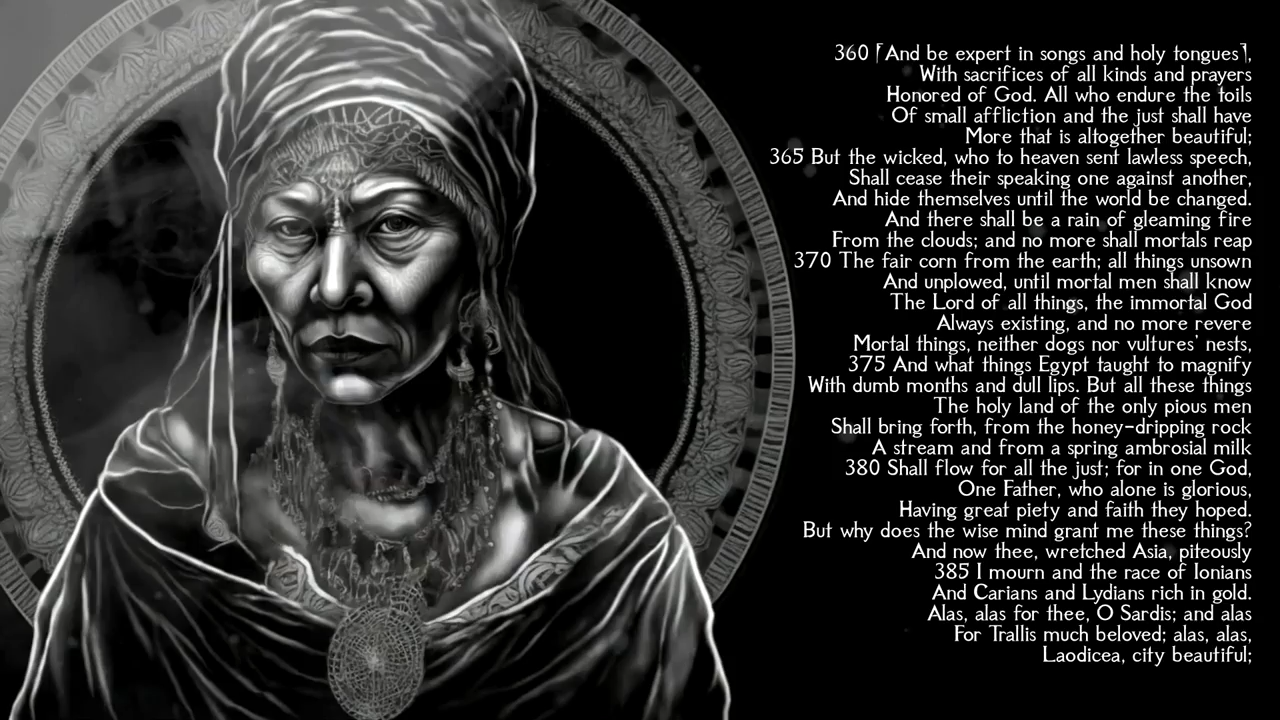 360 ⌈And be expert in songs and holy tongues⌉,
With sacrifices of all kinds and prayers
Honored of God. All who endure the toils
Of small affliction and the just shall have
More that is altogether beautiful;
365 But the wicked, who to heaven sent lawless speech,
Shall cease their speaking one against another,
And hide themselves until the world be changed.
And there shall be a rain of gleaming fire
From the clouds; and no more shall mortals reap
370 The fair corn from the earth; all things unsown
And unplowed, until mortal men shall know
The Lord of all things, the immortal God
Always existing, and no more revere
Mortal things, neither dogs nor vultures' nests,
375 And what things Egypt taught to magnify
With dumb months and dull lips. But all these things
The holy land of the only pious men
Shall bring forth, from the honey-dripping rock
A stream and from a spring ambrosial milk
380 Shall flow for all the just; for in one God,
One Father, who alone is glorious,
Having great piety and faith they hoped.
But why does the wise mind grant me these things?
And now thee, wretched Asia, piteously
385 I mourn and the race of Ionians
And Carians and Lydians rich in gold.
Alas, alas for thee, O Sardis; and alas
For Trallis much beloved; alas, alas,
Laodicea, city beautiful;